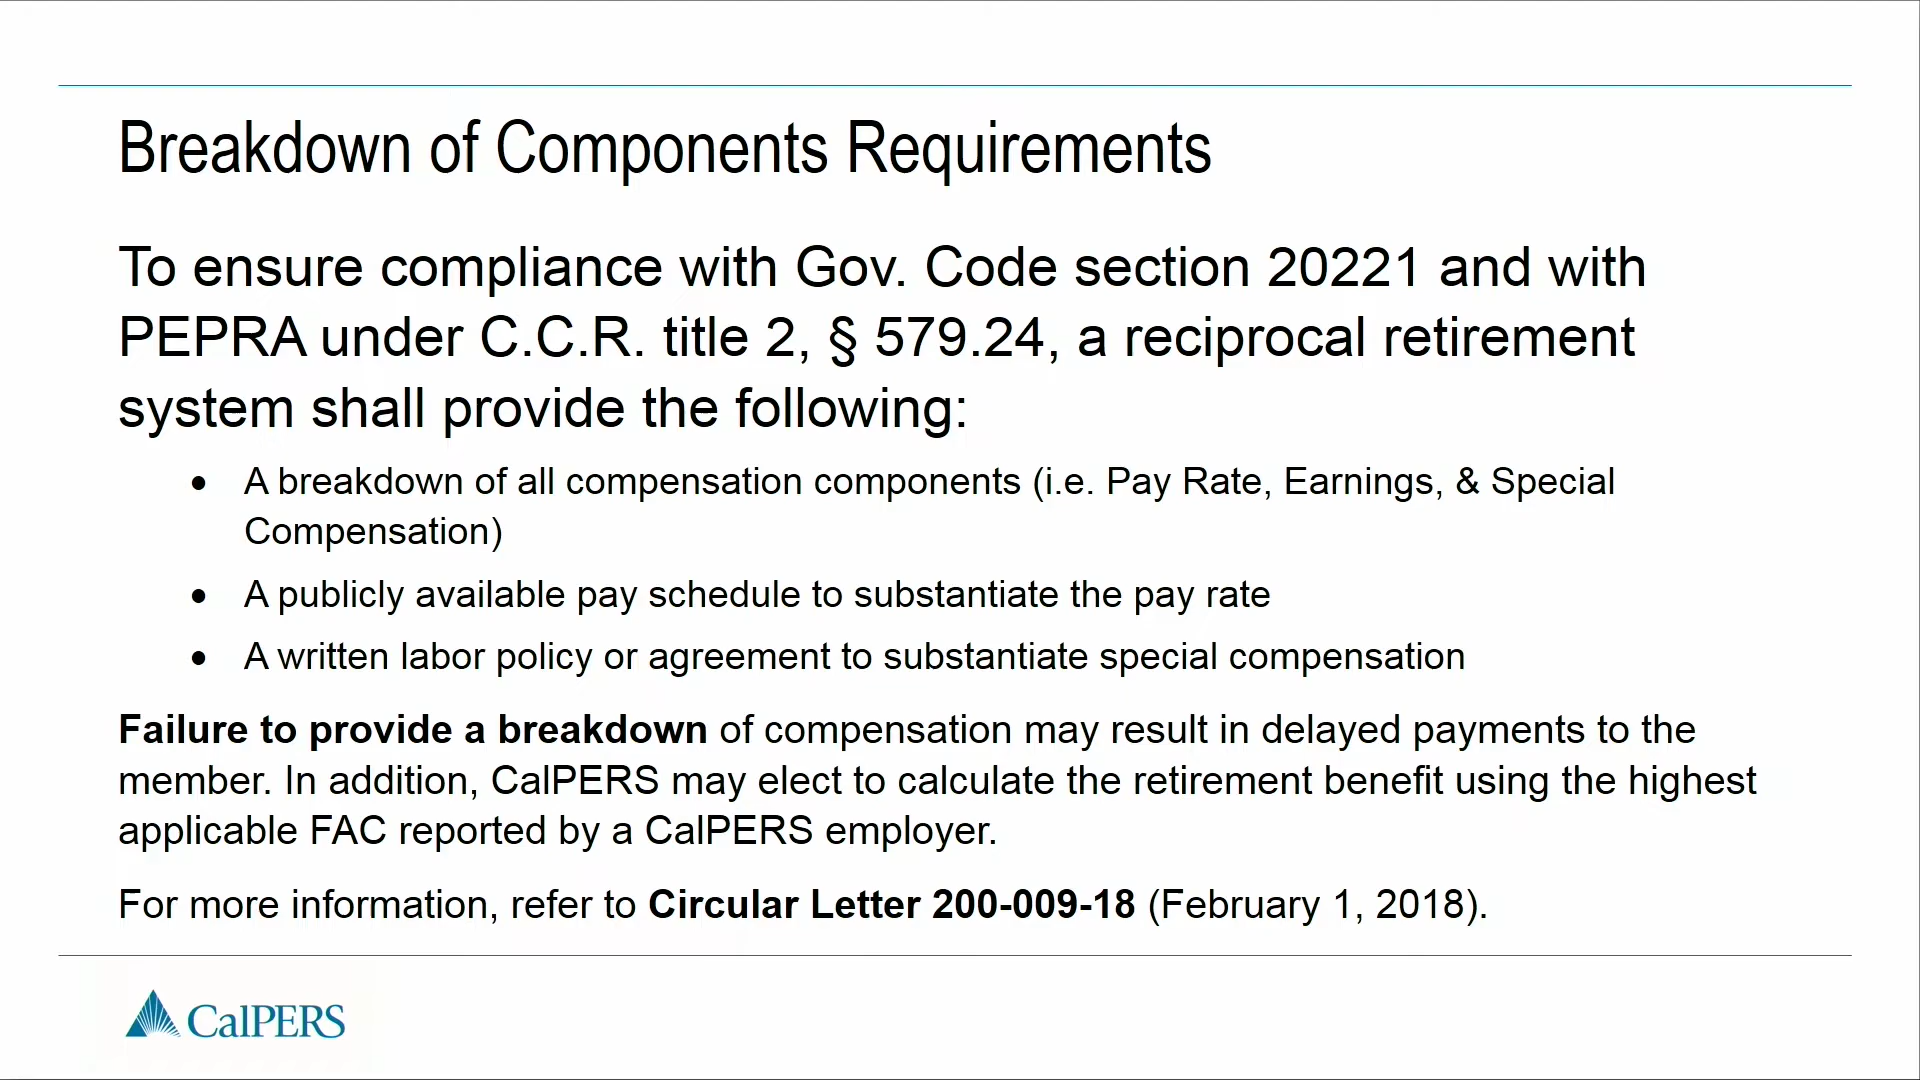 Breakdown of Components Requirements
To ensure compliance with Gov. Code section 20221 and with
PEPRA under C.C.R. title 2, § 579.24, a reciprocal retirement
system shall provide the following:
• A breakdown of all compensation components (i.e. Pay Rate, Earnings, & Special
Compensation)
• A publicly available pay schedule to substantiate the pay rate
• A written labor policy or agreement to substantiate special compensation
Failure to provide a breakdown of compensation may result in delayed payments to the
member. In addition, CalPERS may elect to calculate the retirement benefit using the highest
applicable FAC reported by a CalPERS employer.
For more information, refer to Circular Letter 200-009-18 (February 1, 2018).
CalPERS